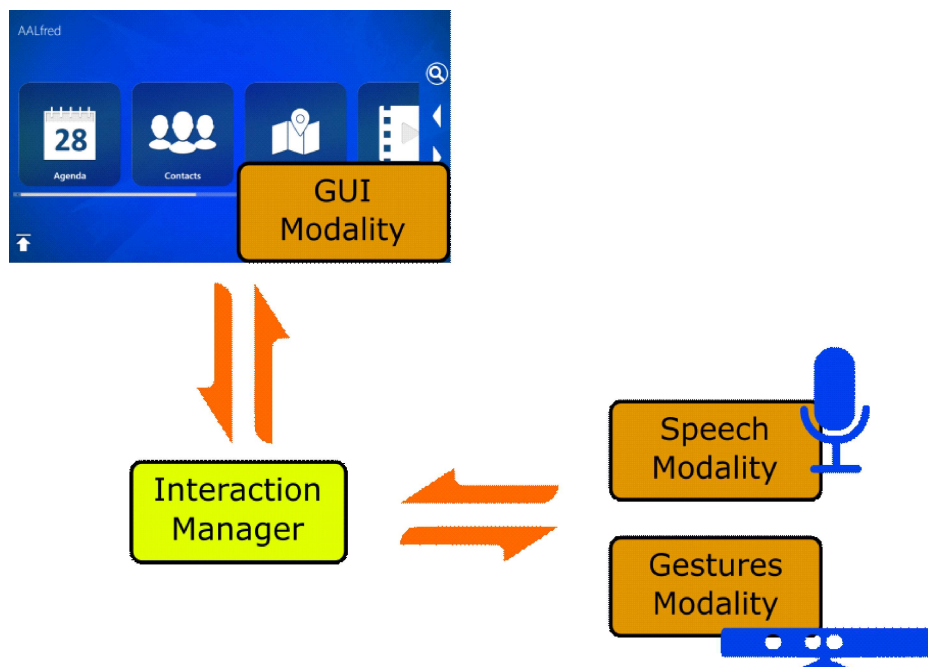 AALfred
28
Agenda
Contacts
GUI
Modality
Speech
Modality
Interaction
Manager
Gestures
Modality